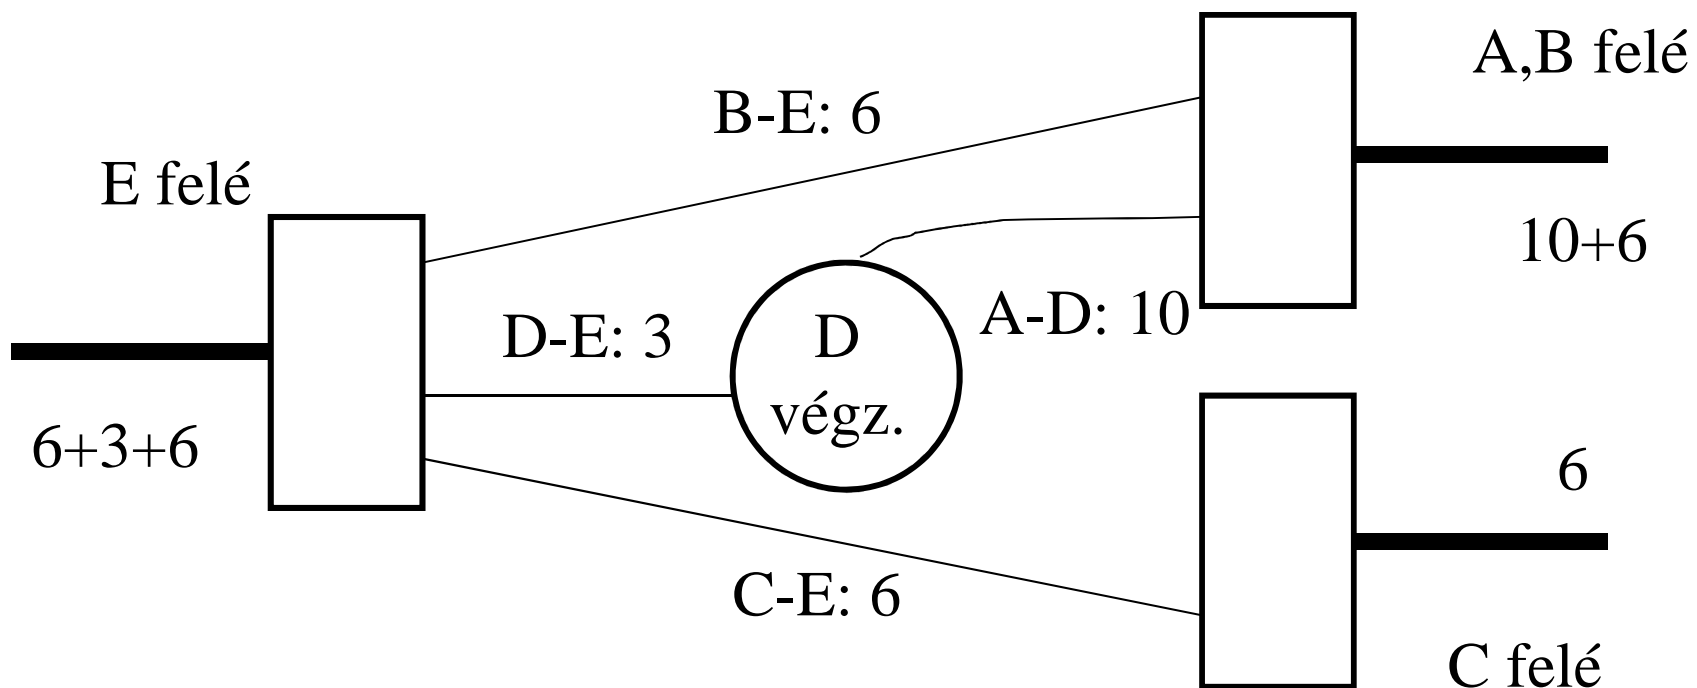 A,B felé
B-E: 6
E felé
10+6
D-E: 3
D
végz.
A-D: 10
6+3+6
6
C-E: 6
C felé